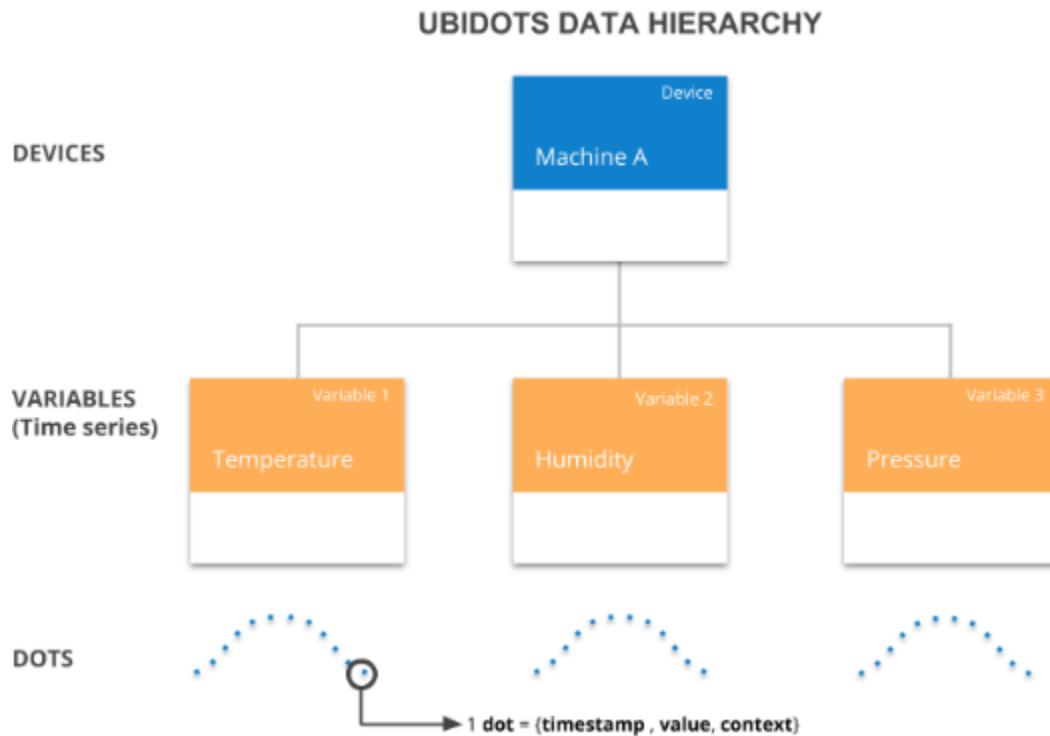 UBIDOTS DATA HIERARCHY
Device
DEVICES
Machine A
VARIABLES
(Time series)
Variable 1
Variable 2
Variable 3
Temperature
Humidity
Pressure
DOTS
1 dot = {timestamp , value, context}